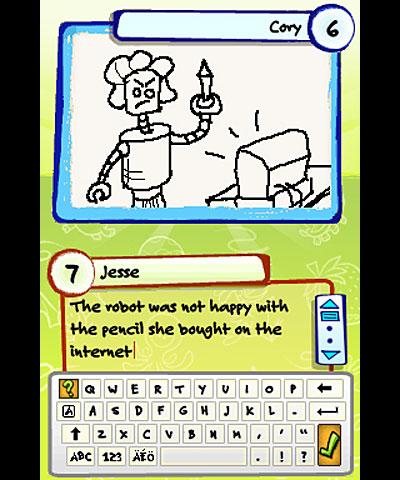 Cory 6
7 Jesse
The robot was not happy with
the pencil she bought on the
internet
? Q W E R T Y U I O P ←
A A S D F G H J K L - ↵
↑ Z X C V B N M , ' "
ABC 123 ÄÉÖ . ! ?